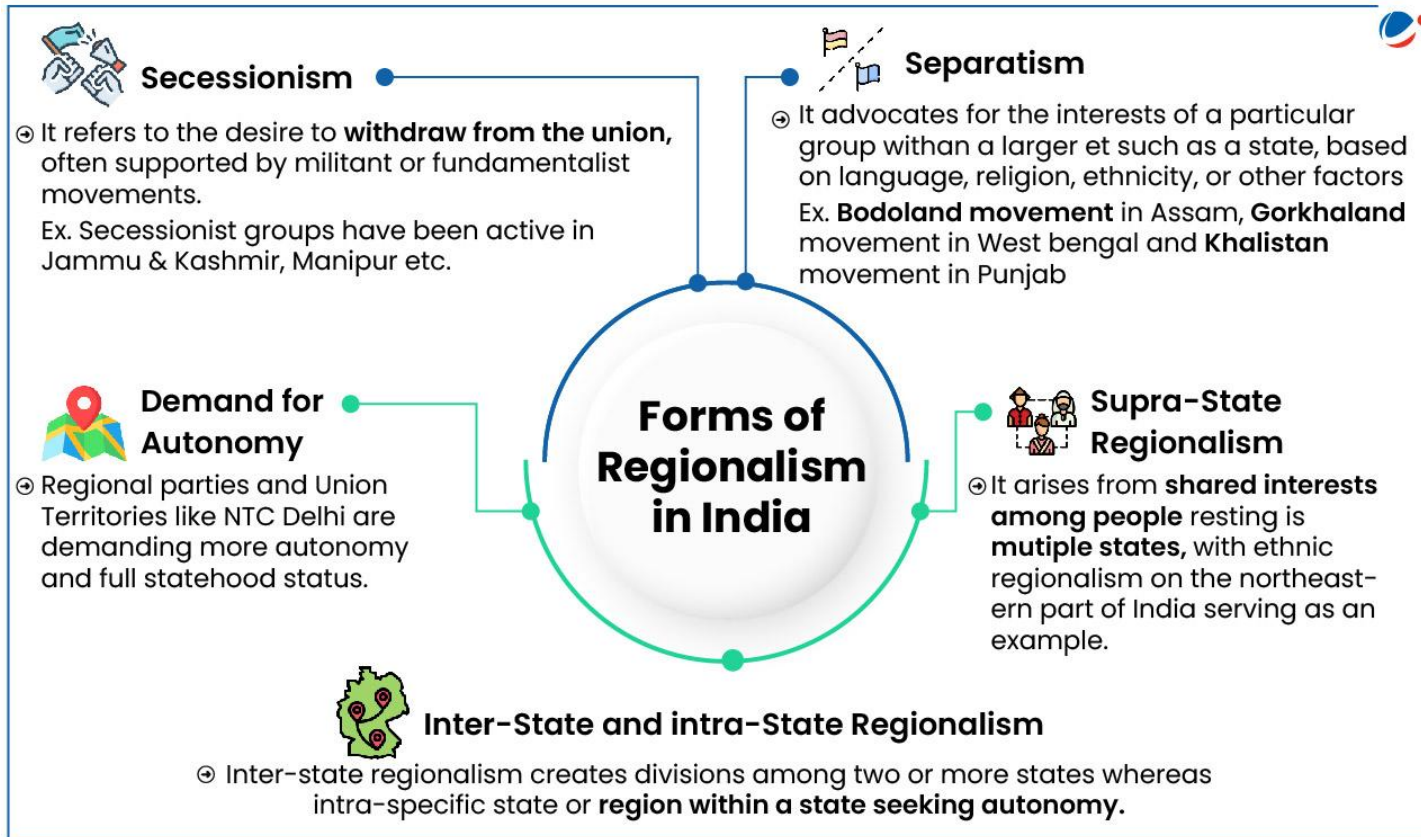 Secessionism
It refers to the desire to withdraw from the union,
often supported by militant or fundamentalist
movements.
Ex. Secessionist groups have been active in
Jammu & Kashmir, Manipur etc.
Separatism
It advocates for the interests of a particular
group withan a larger et such as a state, based
on language, religion, ethnicity, or other factors
Ex. Bodoland movement in Assam, Gorkhaland
movement in West bengal and Khalistan
movement in Punjab
Forms of
Regionalism
in India
Demand for
Autonomy
Regional parties and Union
Territories like NTC Delhi are
demanding more autonomy
and full statehood status.
Supra-State
Regionalism
It arises from shared interests
among people resting is
mutiple states, with ethnic
regionalism on the northeast-
ern part of India serving as an
example.
Inter-State and intra-State Regionalism
Inter-state regionalism creates divisions among two or more states whereas
intra-specific state or region within a state seeking autonomy.